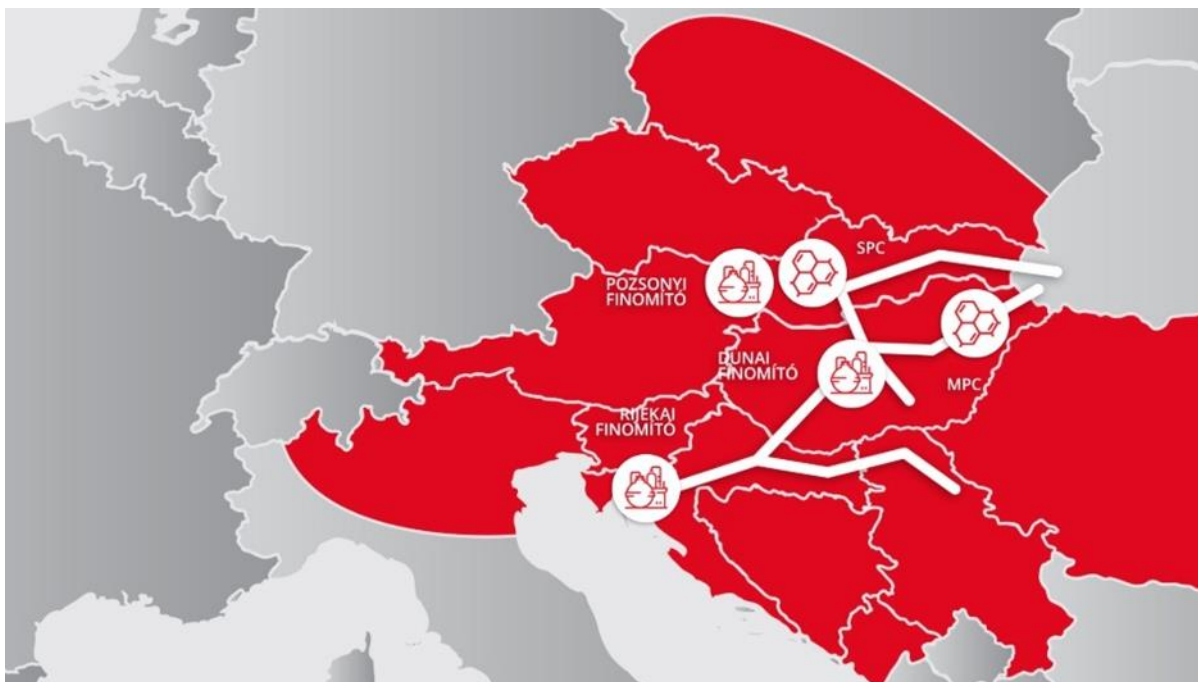 SPC
POZSONYI
FINOMÍTÓ
DUNAI
FINOMÍTÓ
MPC
RIJEKAI
FINOMÍTÓ